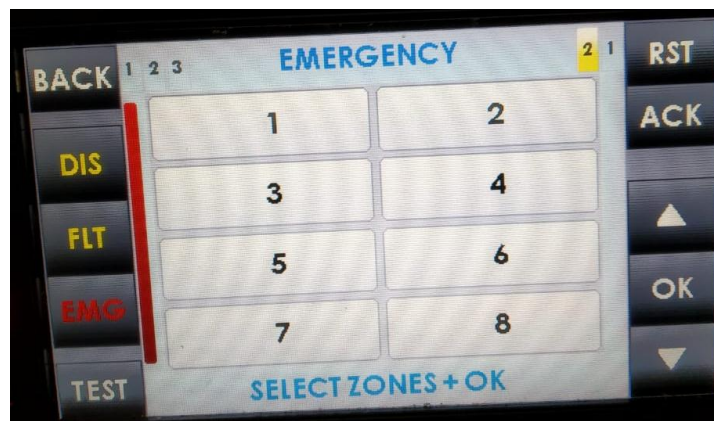 BACK 1 2 3 EMERGENCY 2 1 RST
1 2 ACK
DIS
3 4
FLT
5 6
OK
EMG
7 8
TEST SELECT ZONES + OK